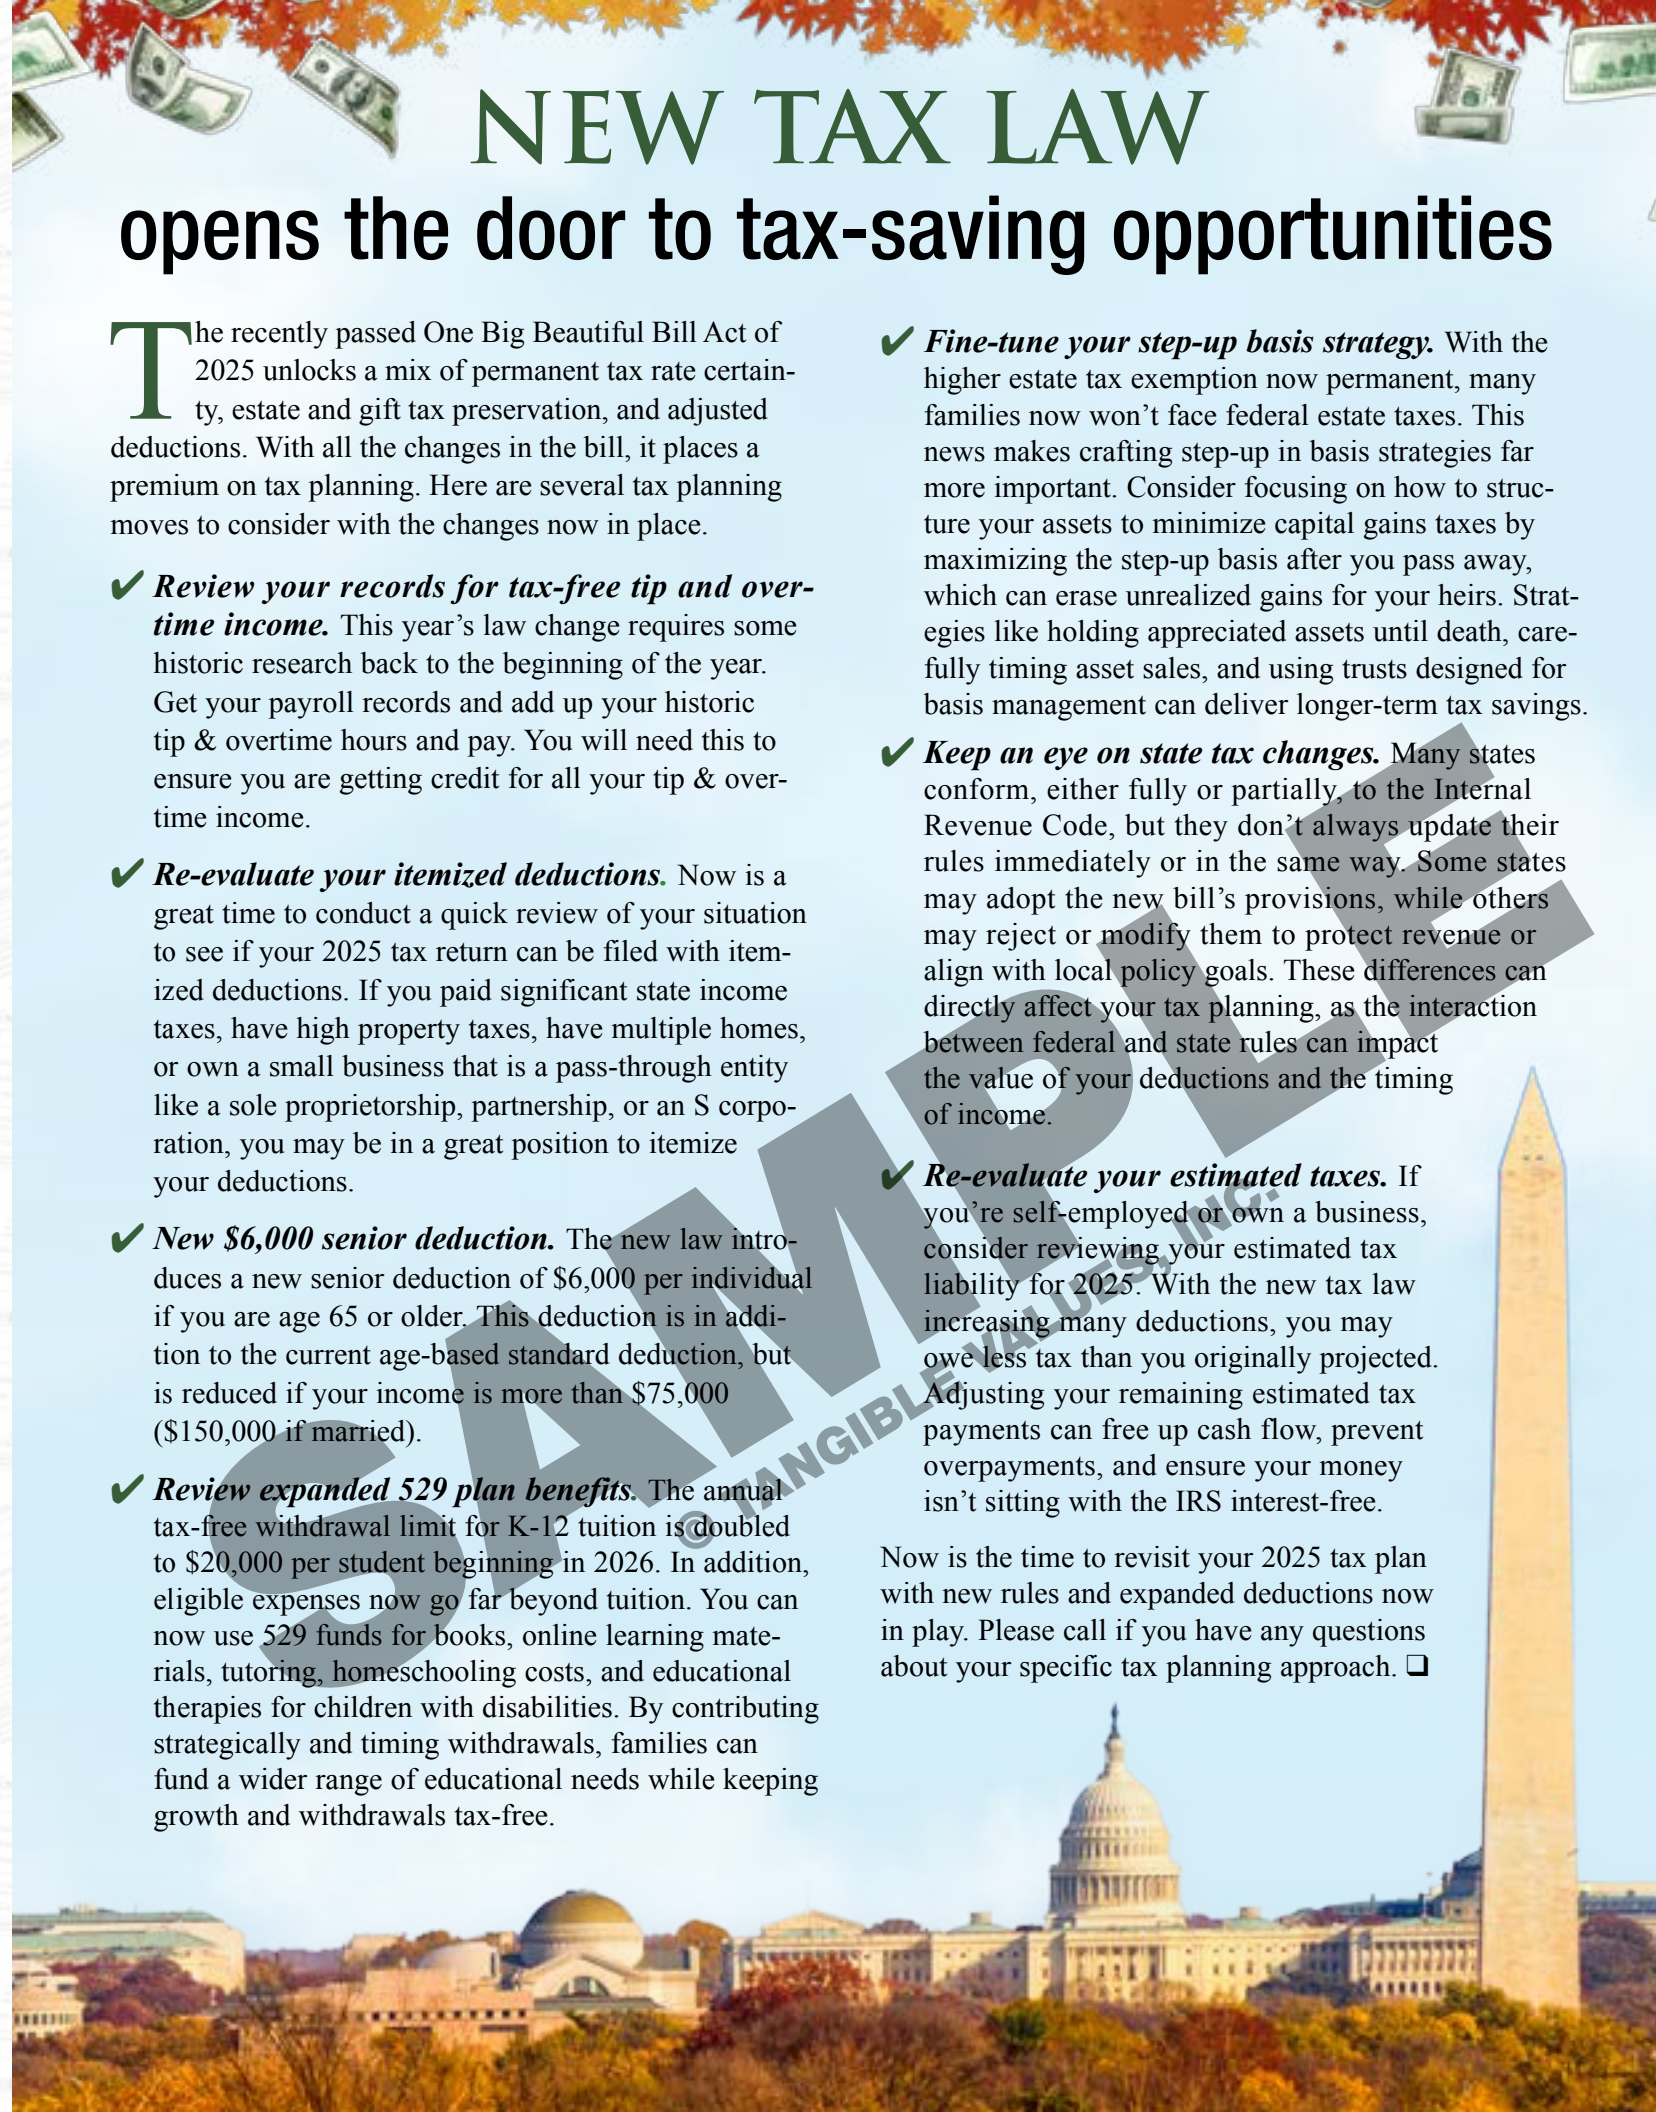 NEW TAX LAW
opens the door to tax-saving opportunities
The recently passed One Big Beautiful Bill Act of
2025 unlocks a mix of permanent tax rate certain-
ty, estate and gift tax preservation, and adjusted
deductions. With all the changes in the bill, it places a
premium on tax planning. Here are several tax planning
moves to consider with the changes now in place.
✔ Review your records for tax-free tip and over-
time income. This year’s law change requires some
historic research back to the beginning of the year.
Get your payroll records and add up your historic
tip & overtime hours and pay. You will need this to
ensure you are getting credit for all your tip & over-
time income.
✔ Re-evaluate your itemized deductions. Now is a
great time to conduct a quick review of your situation
to see if your 2025 tax return can be filed with item-
ized deductions. If you paid significant state income
taxes, have high property taxes, have multiple homes,
or own a small business that is a pass-through entity
like a sole proprietorship, partnership, or an S corpo-
ration, you may be in a great position to itemize
your deductions.
✔ New $6,000 senior deduction. The new law intro-
duces a new senior deduction of $6,000 per individual
if you are age 65 or older. This deduction is in addi-
tion to the current age-based standard deduction, but
is reduced if your income is more than $75,000
($150,000 if married).
✔ Review expanded 529 plan benefits. The annual
tax-free withdrawal limit for K-12 tuition is doubled
to $20,000 per student beginning in 2026. In addition,
eligible expenses now go far beyond tuition. You can
now use 529 funds for books, online learning mate-
rials, tutoring, homeschooling costs, and educational
therapies for children with disabilities. By contributing
strategically and timing withdrawals, families can
fund a wider range of educational needs while keeping
growth and withdrawals tax-free.
✔ Fine-tune your step-up basis strategy. With the
higher estate tax exemption now permanent, many
families now won’t face federal estate taxes. This
news makes crafting step-up in basis strategies far
more important. Consider focusing on how to struc-
ture your assets to minimize capital gains taxes by
maximizing the step-up basis after you pass away,
which can erase unrealized gains for your heirs. Strat-
egies like holding appreciated assets until death, care-
fully timing asset sales, and using trusts designed for
basis management can deliver longer-term tax savings.
✔ Keep an eye on state tax changes. Many states
conform, either fully or partially, to the Internal
Revenue Code, but they don’t always update their
rules immediately or in the same way. Some states
may adopt the new bill’s provisions, while others
may reject or modify them to protect revenue or
align with local policy goals. These differences can
directly affect your tax planning, as the interaction
between federal and state rules can impact
the value of your deductions and the timing
of income.
✔ Re-evaluate your estimated taxes. If
you’re self-employed or own a business,
consider reviewing your estimated tax
liability for 2025. With the new tax law
increasing many deductions, you may
owe less tax than you originally projected.
Adjusting your remaining estimated tax
payments can free up cash flow, prevent
overpayments, and ensure your money
isn’t sitting with the IRS interest-free.
Now is the time to revisit your 2025 tax plan
with new rules and expanded deductions now
in play. Please call if you have any questions
about your specific tax planning approach. ❑
SAMPLE
© TANGIBLE VALUES, INC.